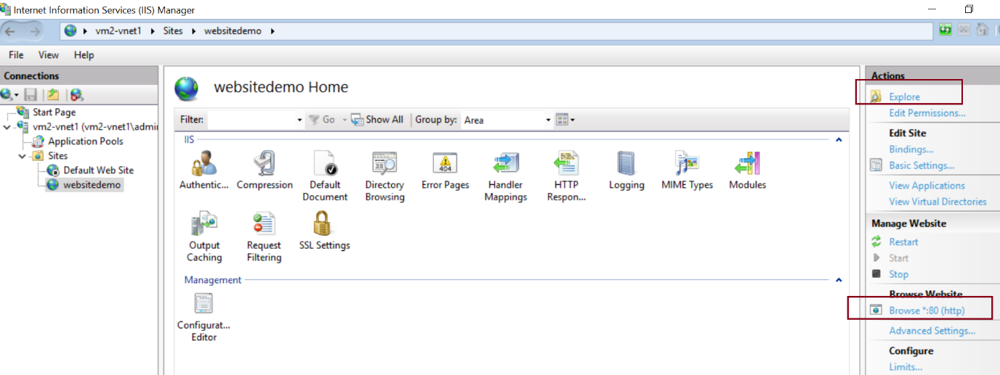 Internet Information Services (IIS) Manager
vm2-vnet1 Sites websitedemo
File View Help
Connections
Start Page
vm2-vnet1 (vm2-vnet1\admi
Application Pools
Sites
Default Web Site
websitedemo
websitedemo Home
Filter: Go Show All Group by: Area
IIS
Authentic... Compression Default Document Directory Browsing Error Pages Handler Mappings HTTP Respon... Logging MIME Types Modules
404
Output Caching Request Filtering SSL Settings
Management
Configurat... Editor
Actions
Explore
Edit Permissions...
Edit Site
Bindings...
Basic Settings...
View Applications
View Virtual Directories
Manage Website
Restart
Start
Stop
Browse Website
Browse *:80 (http)
Advanced Settings...
Configure
Limits...